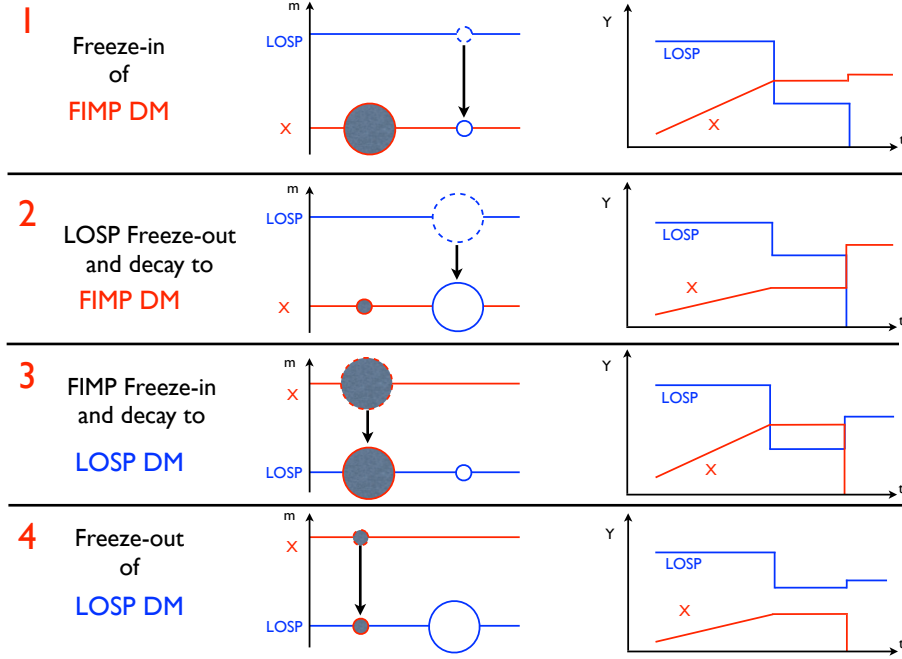 1
Freeze-in
of
FIMP DM
m
LOSP
X
Y
LOSP
X
t
2
LOSP Freeze-out
and decay to
FIMP DM
m
LOSP
X
Y
LOSP
X
t
3
FIMP Freeze-in
and decay to
LOSP DM
m
X
LOSP
Y
LOSP
X
t
4
Freeze-out
of
LOSP DM
m
X
LOSP
Y
LOSP
X
t